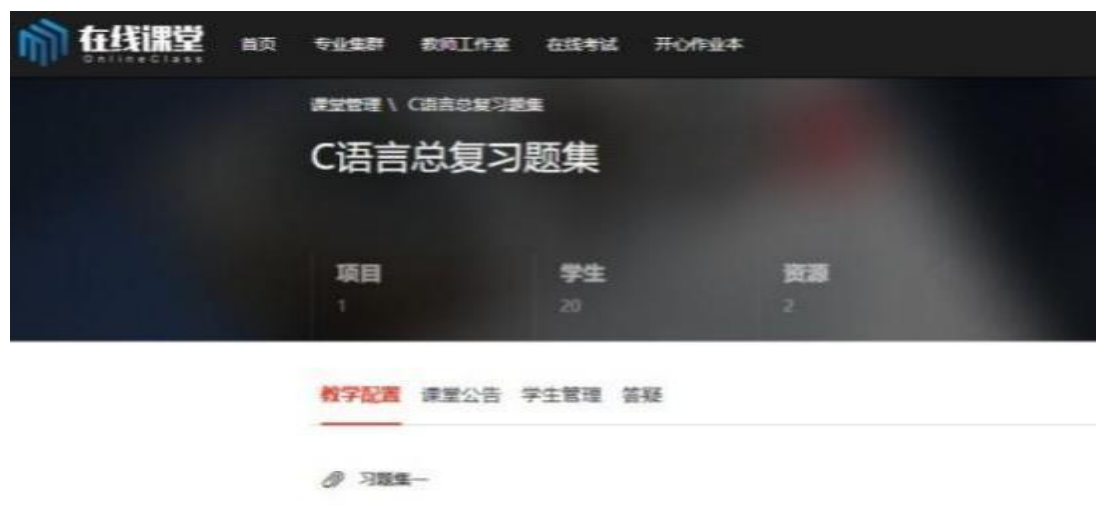 在线课堂 首页 专业集群 教师工作室 在线考试 开心作业本
OnlineClass
课堂管理 \ C语言总复习题集
C语言总复习题集
项目 学生 资源
1 20 2
教学配置 课堂公告 学生管理 答疑
习题集一